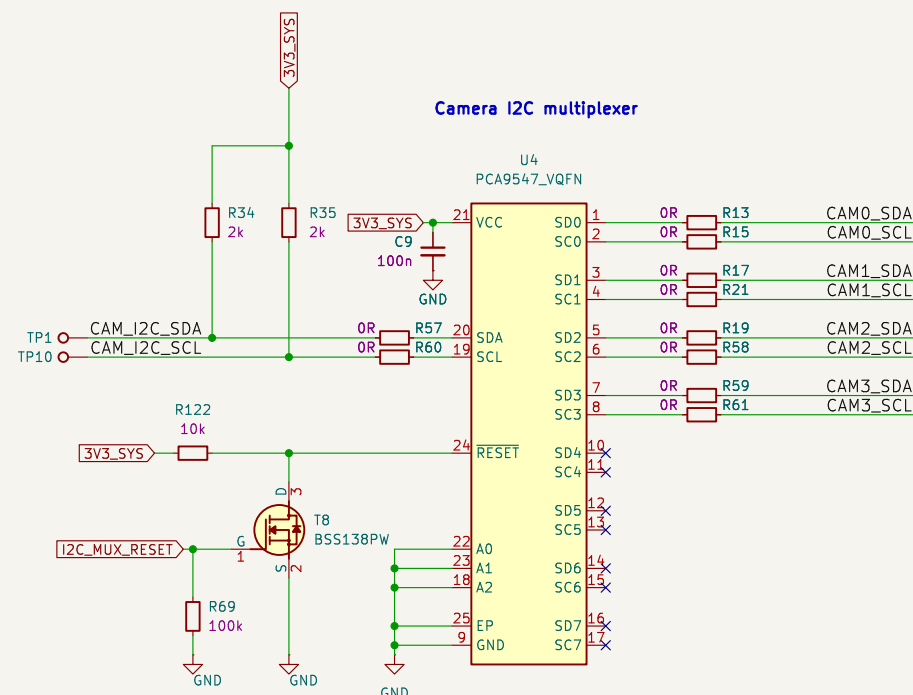 3V3_SYS
Camera I2C multiplexer
U4
PCA9547_VQFN
R34
2k
R35
2k
3V3_SYS
C9
100n
GND
21 VCC
SD0 1 0R R13 CAM0_SDA
SC0 2 0R R15 CAM0_SCL
SD1 3 0R R17 CAM1_SDA
SC1 4 0R R21 CAM1_SCL
TP1 CAM_I2C_SDA 0R R57 20 SDA
SD2 5 0R R19 CAM2_SDA
TP10 CAM_I2C_SCL 0R R60 19 SCL
SC2 6 0R R58 CAM2_SCL
SD3 7 0R R59 CAM3_SDA
SC3 8 0R R61 CAM3_SCL
R122
10k
3V3_SYS
24 RESET
SD4 10
SC4 11
D 3
T8
BSS138PW
SD5 12
SC5 13
I2C_MUX_RESET
G
1
S 2
22 A0
23 A1
18 A2
SD6 14
SC6 15
R69
100k
25 EP
9 GND
SD7 16
SC7 17
GND
GND
GND